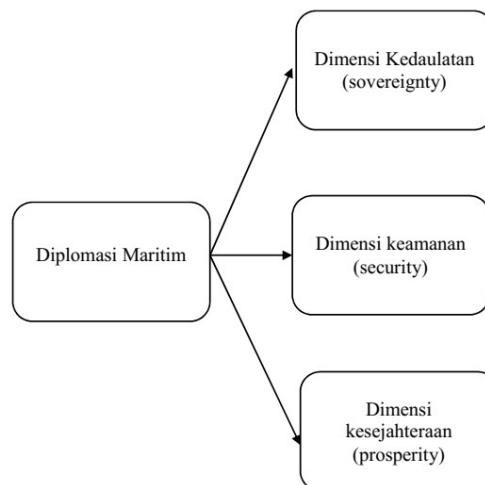 Dimensi Kedaulatan
(sovereignty)
Diplomasi Maritim
Dimensi keamanan
(security)
Dimensi
kesejahteraan
(prosperity)